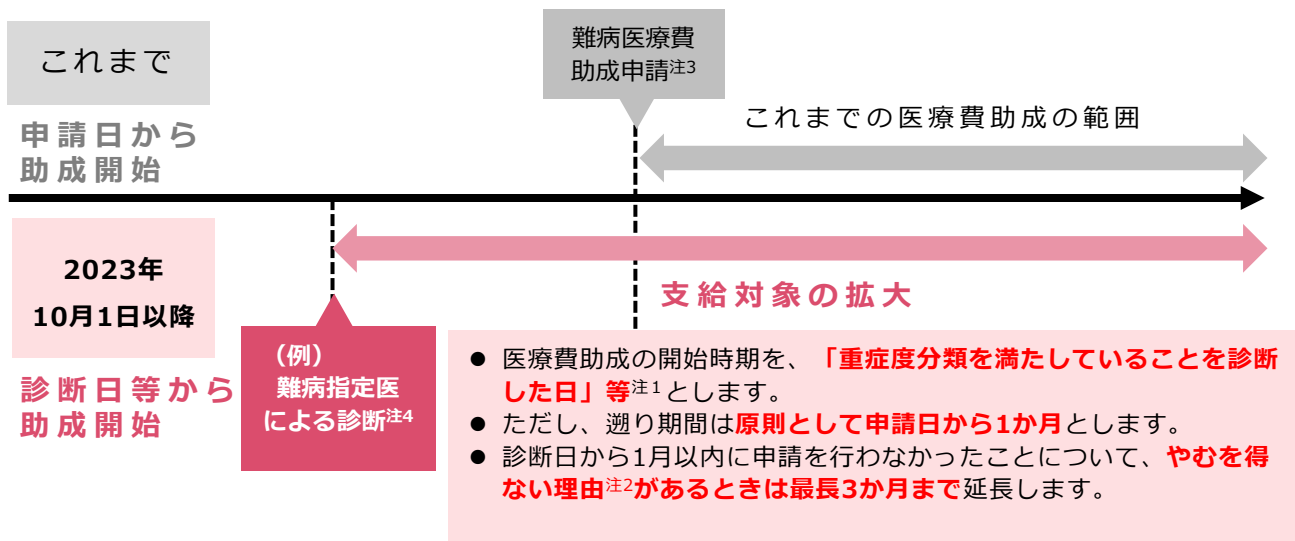 これまで
申請日から
助成開始
難病医療費
助成申請注3
これまでの医療費助成の範囲
2023年
10月1日以降
診断日等から
助成開始
（例）
難病指定医
による診断注4
支給対象の拡大
● 医療費助成の開始時期を、「重症度分類を満たしていることを診断
した日」等注1とします。
● ただし、遡り期間は原則として申請日から1か月とします。
● 診断日から1月以内に申請を行わなかったことについて、やむを得
ない理由注2があるときは最長3か月まで延長します。